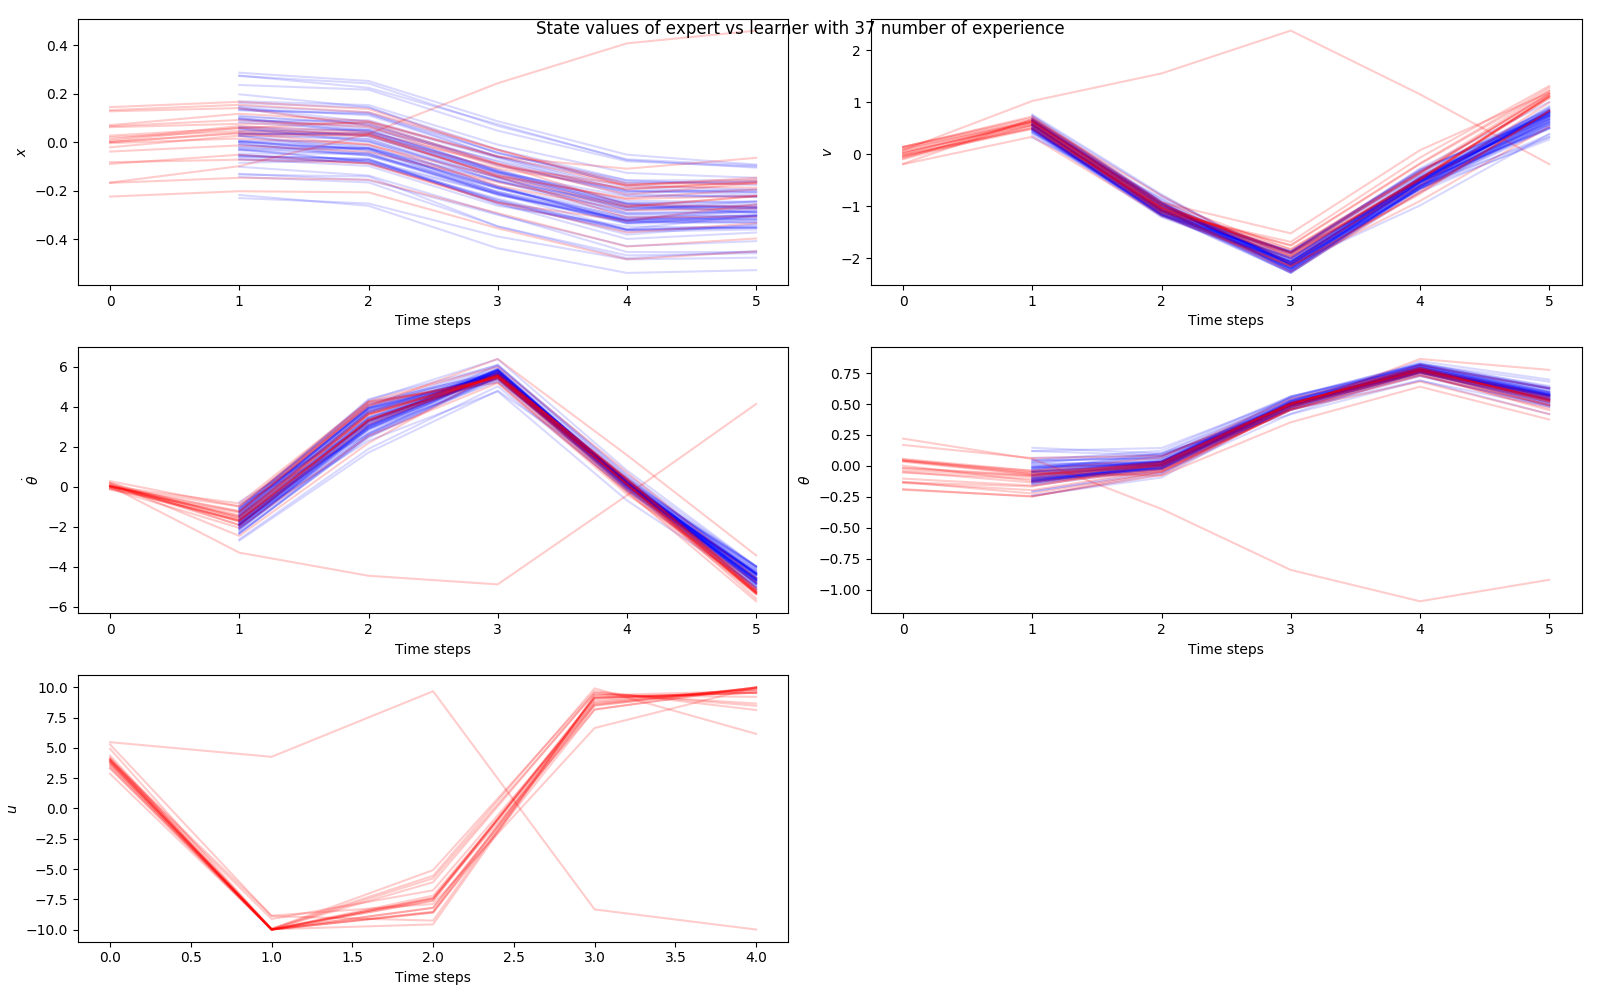 State values of expert vs learner with 37 number of experience
0.4
0.2
0.0
−0.2
−0.4
x
0 1 2 3 4 5
Time steps
2
1
0
−1
−2
v
0 1 2 3 4 5
Time steps
6
4
2
0
−2
−4
−6
θ̇
0 1 2 3 4 5
Time steps
0.75
0.50
0.25
0.00
−0.25
−0.50
−0.75
−1.00
θ
0 1 2 3 4 5
Time steps
10.0
7.5
5.0
2.5
0.0
−2.5
−5.0
−7.5
−10.0
u
0.0 0.5 1.0 1.5 2.0 2.5 3.0 3.5 4.0
Time steps